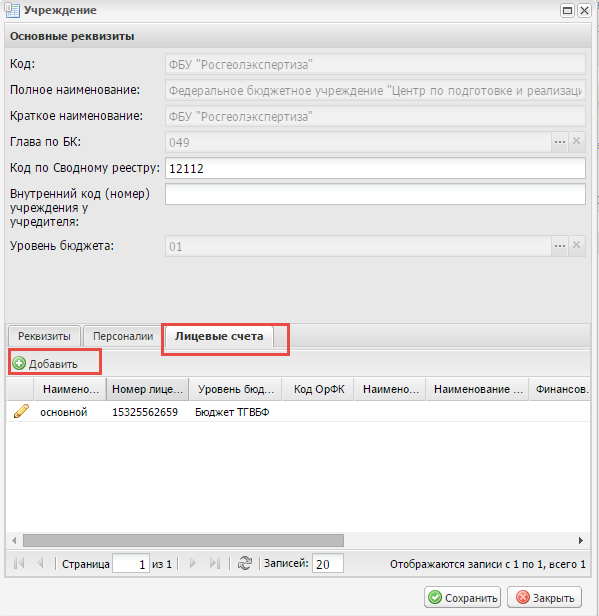 Учреждение
Основные реквизиты
Код: ФБУ "Росгеолэкспертиза"
Полное наименование: Федеральное бюджетное учреждение "Центр по подготовке и реализаци
Краткое наименование: ФБУ "Росгеолэкспертиза"
Глава по БК: 049
Код по Сводному реестру: 12112
Внутренний код (номер)
учреждения у
учредителя:
Уровень бюджета: 01
Реквизиты Персоналии Лицевые счета
Добавить
Наимено... Номер лице... Уровень бюд... Код ОрФК Наимено... Наименование ... Финансов.
основной 15325562659 Бюджет ТГВБФ
Страница 1 из 1 Записей: 20 Отображаются записи с 1 по 1, всего 1
Сохранить Закрыть